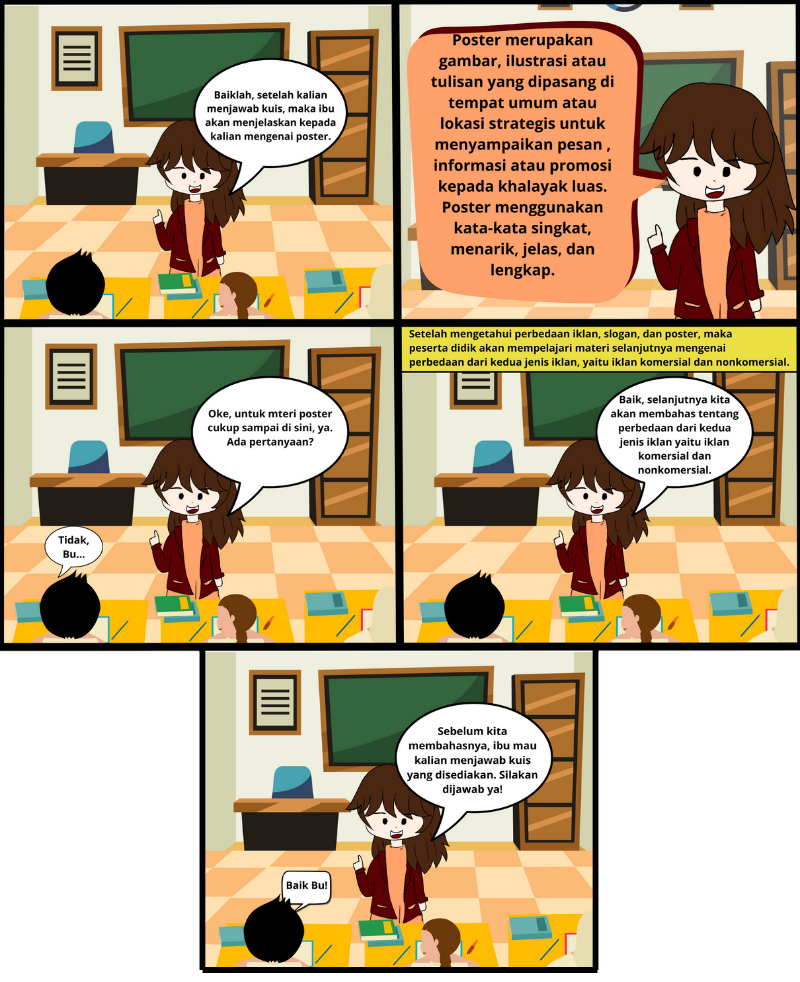 Baiklah, setelah kalian
menjawab kuis, maka ibu
akan menjelaskan kepada
kalian mengenai poster.
Poster merupakan
gambar, ilustrasi atau
tulisan yang dipasang di
tempat umum atau
lokasi strategis untuk
menyampaikan pesan ,
informasi atau promosi
kepada khalayak luas.
Poster menggunakan
kata-kata singkat,
menarik, jelas, dan
lengkap.
Oke, untuk mteri poster
cukup sampai di sini, ya.
Ada pertanyaan?
Tidak,
Bu...
Setelah mengetahui perbedaan iklan, slogan, dan poster, maka
peserta didik akan mempelajari materi selanjutnya mengenai
perbedaan dari kedua jenis iklan, yaitu iklan komersial dan nonkomersial.
Baik, selanjutnya kita
akan membahas tentang
perbedaan dari kedua
jenis iklan yaitu iklan
komersial dan
nonkomersial.
Sebelum kita
membahasnya, ibu mau
kalian menjawab kuis
yang disediakan. Silakan
dijawab ya!
Baik Bu!